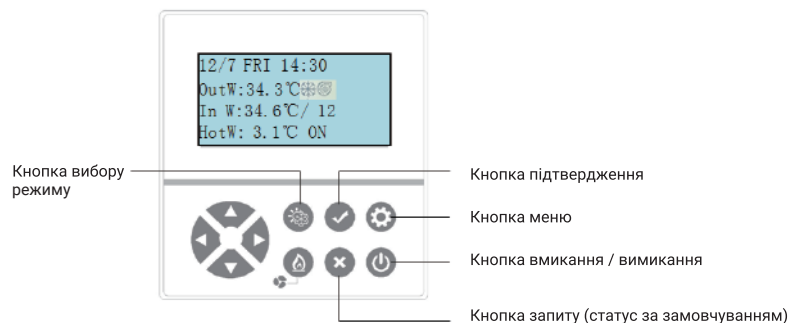 12/7 FRI 14:30
OutW:34.3℃
In W:34.6℃/ 12
HotW: 3.1℃ ON
Кнопка вибору
режиму
Кнопка підтвердження
Кнопка меню
Кнопка вмикання / вимикання
Кнопка запиту (статус за замовчуванням)